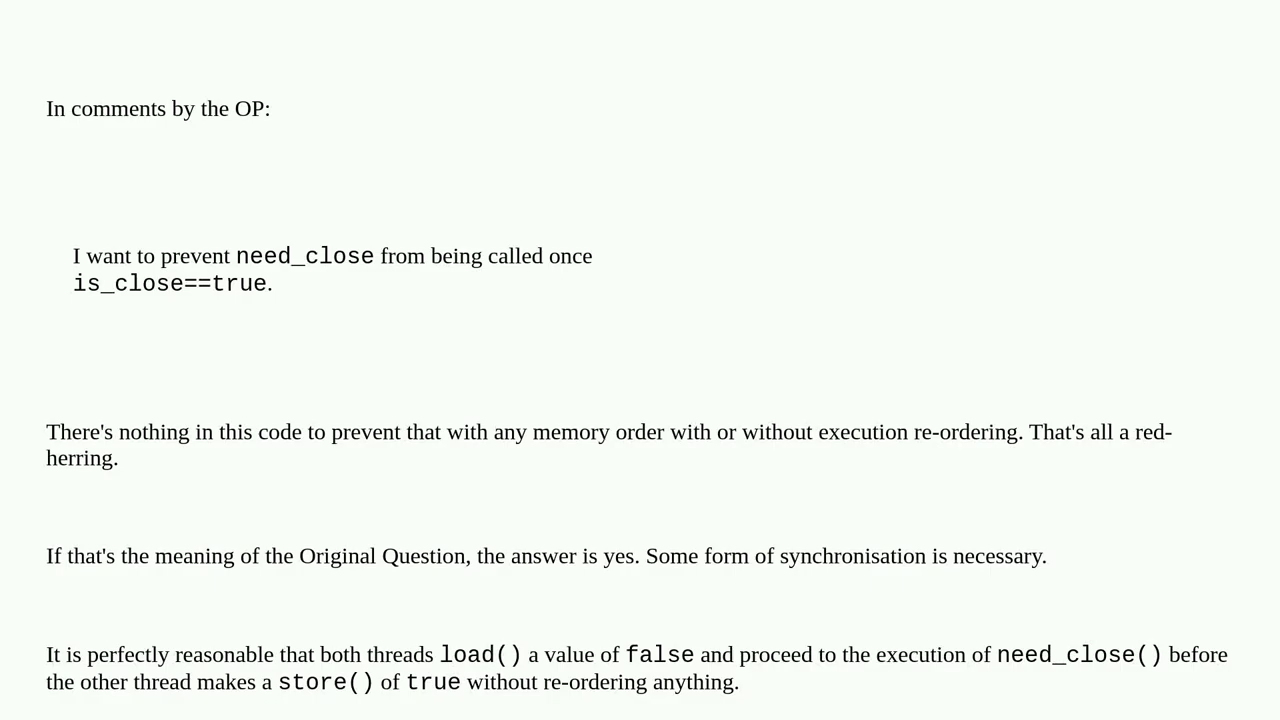 In comments by the OP:
I want to prevent need_close from being called once
is_close==true.
There's nothing in this code to prevent that with any memory order with or without execution re-ordering. That's all a red-
herring.
If that's the meaning of the Original Question, the answer is yes. Some form of synchronisation is necessary.
It is perfectly reasonable that both threads load() a value of false and proceed to the execution of need_close() before
the other thread makes a store() of true without re-ordering anything.